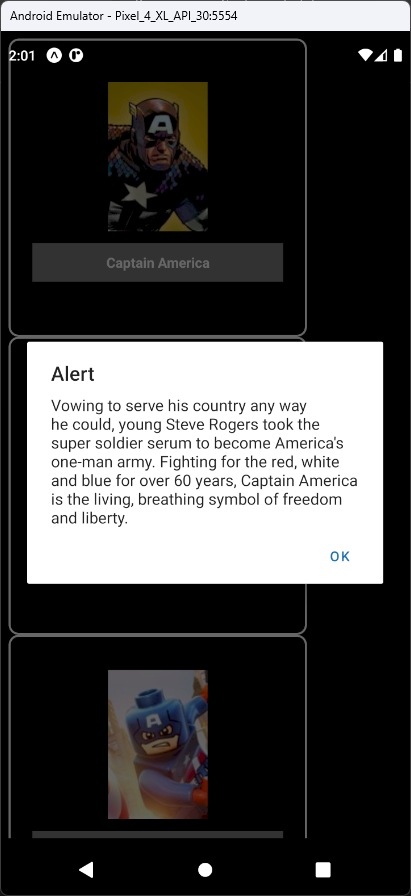 Android Emulator - Pixel_4_XL_API_30:5554
2:01
A
Captain America
Alert
Vowing to serve his country any way
he could, young Steve Rogers took the
super soldier serum to become America's
one-man army. Fighting for the red, white
and blue for over 60 years, Captain America
is the living, breathing symbol of freedom
and liberty.
OK
A